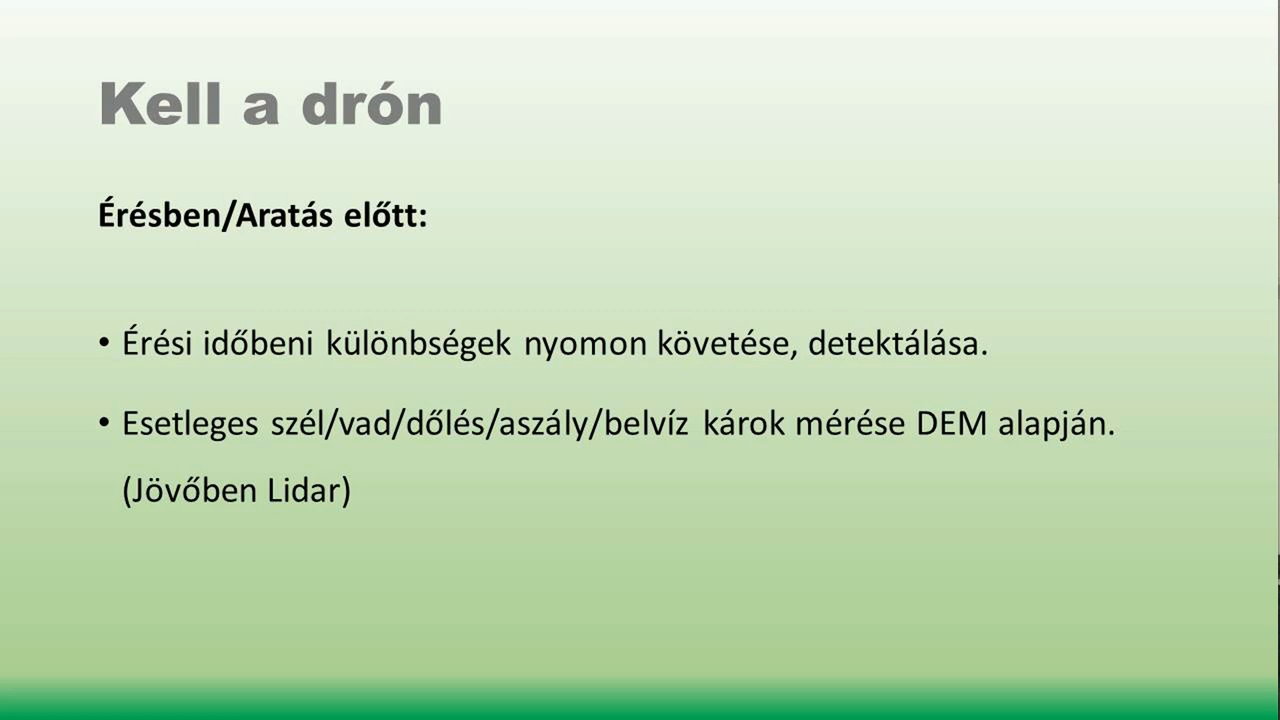 Kell a drón
Érésben/Aratás előtt:
• Érési időbeni különbségek nyomon követése, detektálása.
• Esetleges szél/vad/dőlés/aszály/belvíz károk mérése DEM alapján.
(Jövőben Lidar)